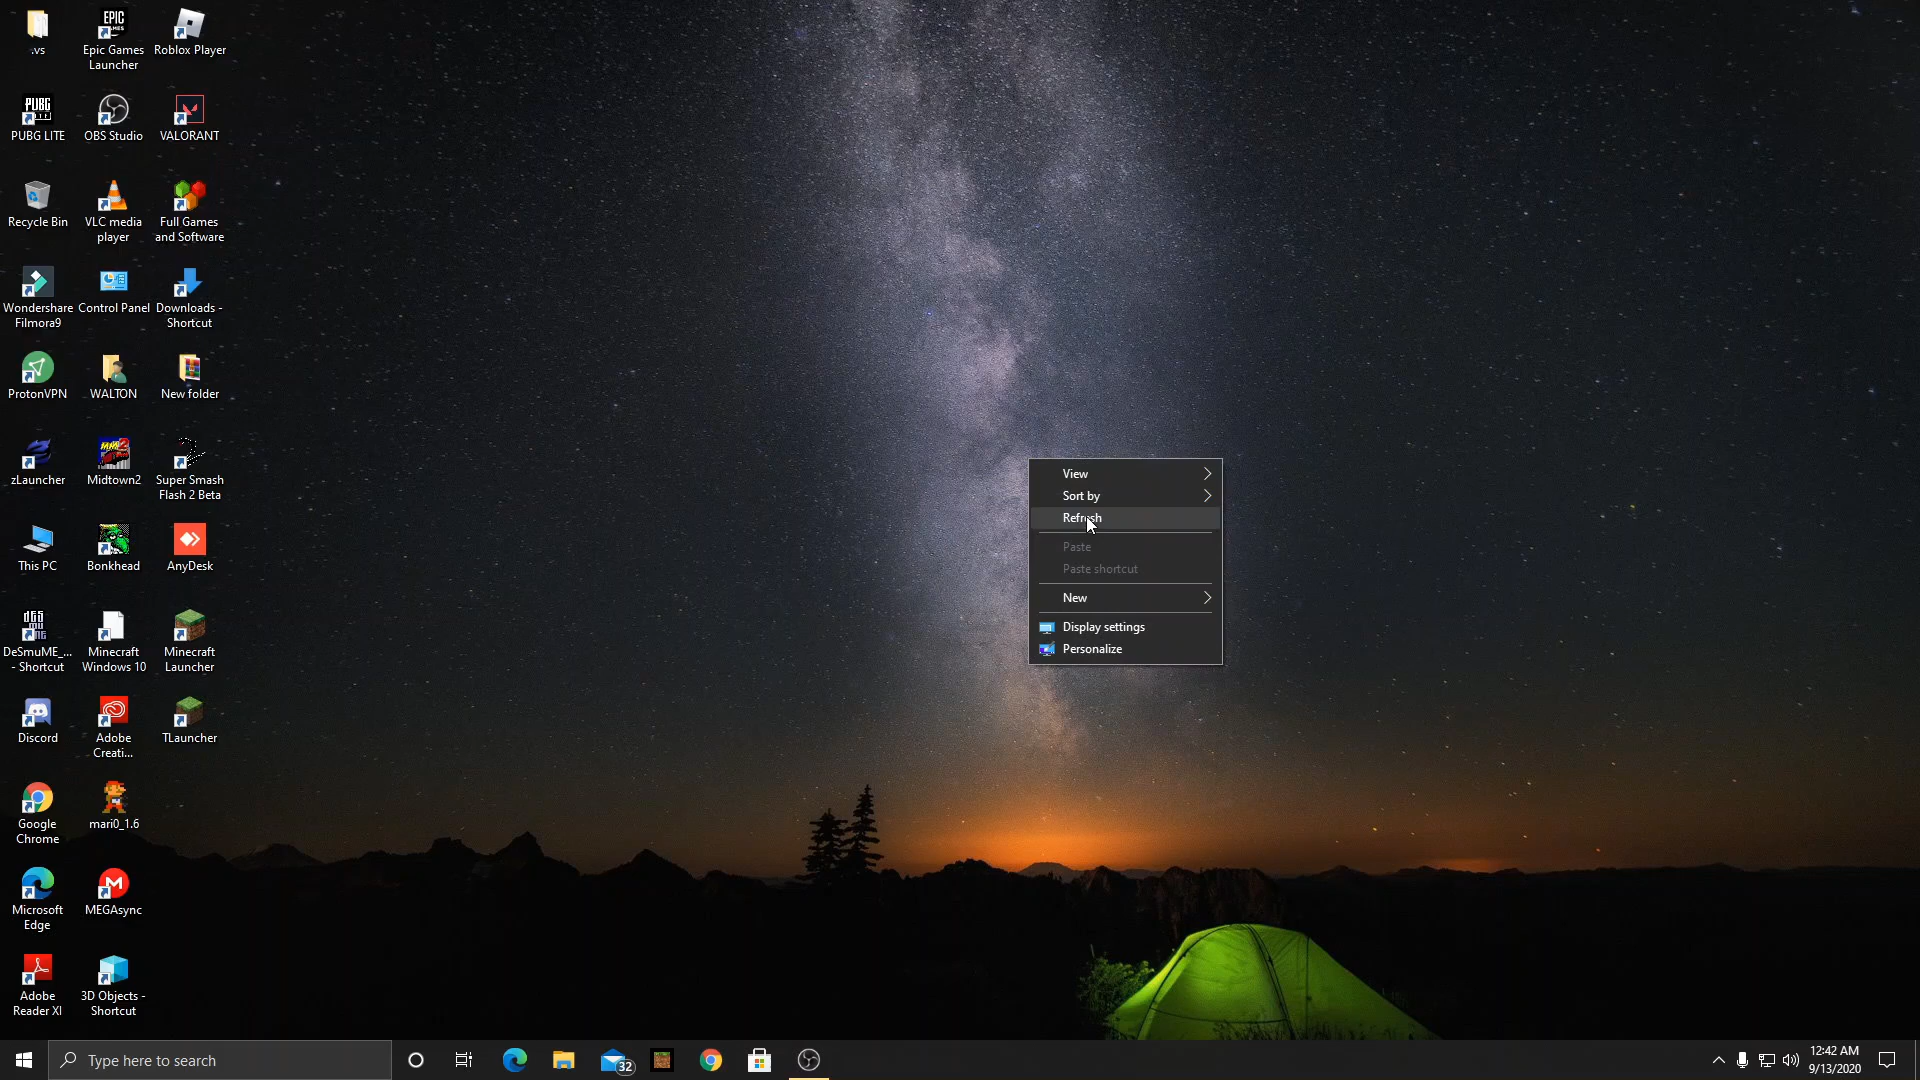 .vs
Epic Games
Launcher
Roblox Player
PUBG LITE
OBS Studio
VALORANT
Recycle Bin
VLC media
player
Full Games
and Software
Wondershare
Filmora9
Control Panel
Downloads -
Shortcut
ProtonVPN
WALTON
New folder
zLauncher
Midtown2
Super Smash
Flash 2 Beta
This PC
Bonkhead
AnyDesk
DeSmuME_...
- Shortcut
Minecraft
Windows 10
Minecraft
Launcher
Discord
Adobe
Creati...
TLauncher
Google
Chrome
mari0_1.6
Microsoft
Edge
MEGAsync
Adobe
Reader XI
3D Objects -
Shortcut
View
Sort by
Refresh
Paste
Paste shortcut
New
Display settings
Personalize
Type here to search
32
12:42 AM
9/13/2020